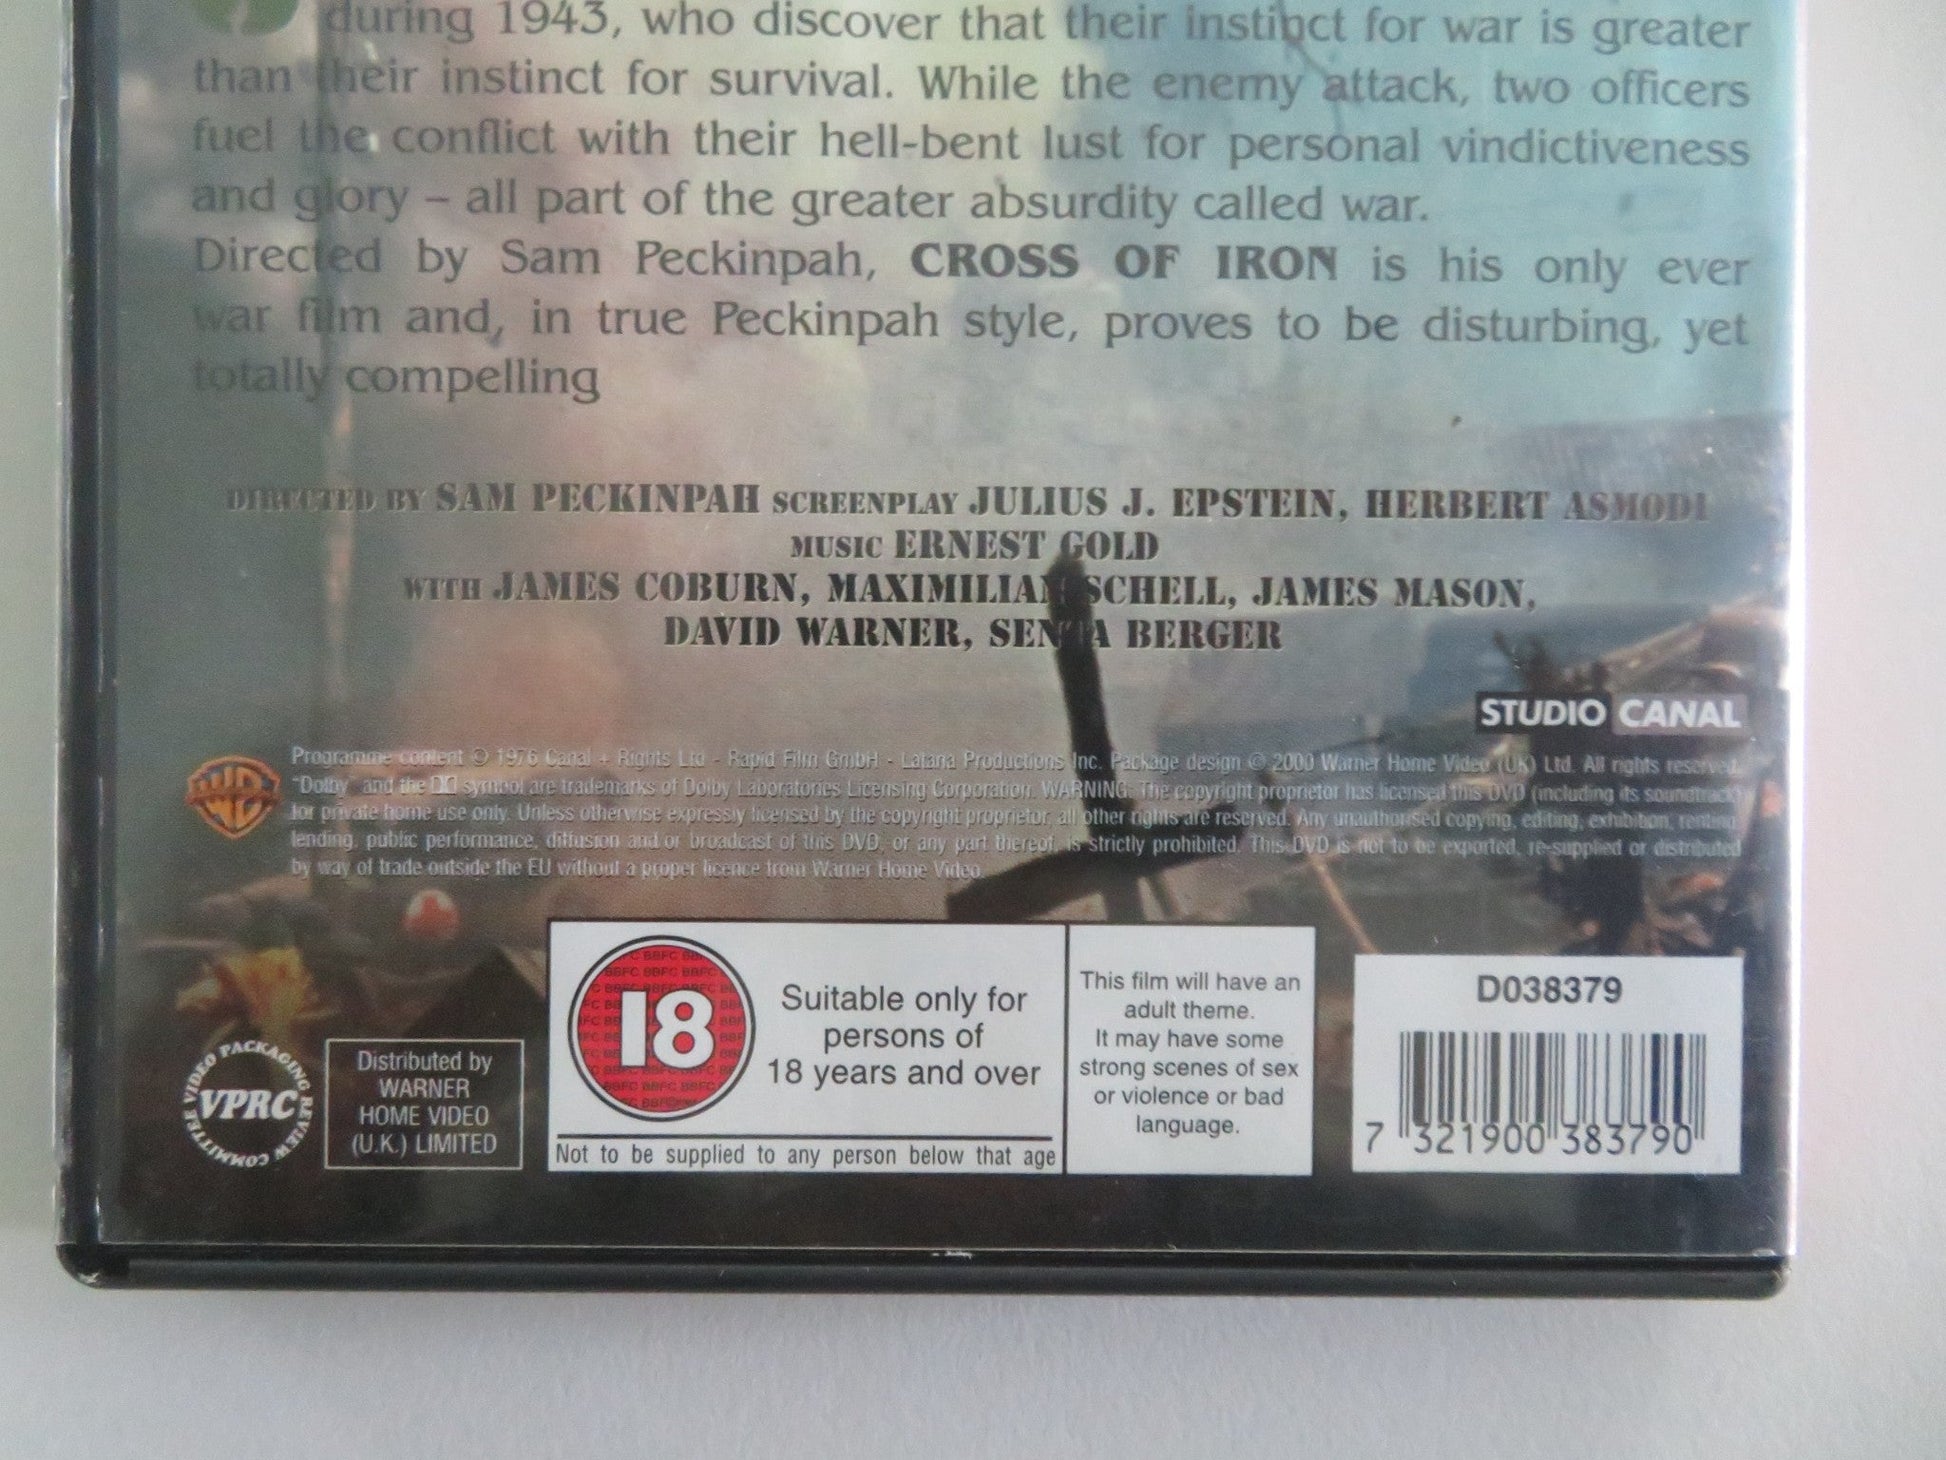 during 1943, who discover that their instinct for war is greater
than their instinct for survival. While the enemy attack, two officers
fuel the conflict with their hell-bent lust for personal vindictiveness
and glory – all part of the greater absurdity called war.
Directed by Sam Peckinpah, CROSS OF IRON is his only ever
war film and, in true Peckinpah style, proves to be disturbing, yet
totally compelling
DIRECTED BY SAM PECKINPAH SCREENPLAY JULIUS J. EPSTEIN, HERBERT ASMODI
MUSIC ERNEST GOLD
WITH JAMES COBURN, MAXIMILIAN SCHELL, JAMES MASON,
DAVID WARNER, SENTA BERGER
STUDIO CANAL
Programme content © 1976 Canal + Rights Ltd - Rapid Film GmbH - Latana Productions Inc. Package design © 2000 Warner Home Video (UK) Ltd. All rights reserved.
"Dolby" and the symbol are trademarks of Dolby Laboratories Licensing Corporation. WARNING: The copyright proprietor has licensed this DVD (including its soundtrack)
for private home use only. Unless otherwise expressly licensed by the copyright proprietor, all other rights are reserved. Any unauthorised copying, editing, exhibition, renting,
lending, public performance, diffusion and or broadcast of this DVD, or any part thereof, is strictly prohibited. This DVD is not to be exported, re-supplied or distributed
by way of trade outside the EU without a proper licence from Warner Home Video.
VIDEO PACKAGING REVIEW COMMITTEE
VPRC
Distributed by
WARNER
HOME VIDEO
(U.K.) LIMITED
18
Suitable only for
persons of
18 years and over
Not to be supplied to any person below that age
This film will have an
adult theme.
It may have some
strong scenes of sex
or violence or bad
language.
D038379
7 321900 383790